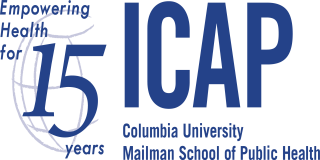 Empowering
Health
for
15
years
ICAP
Columbia University
Mailman School of Public Health